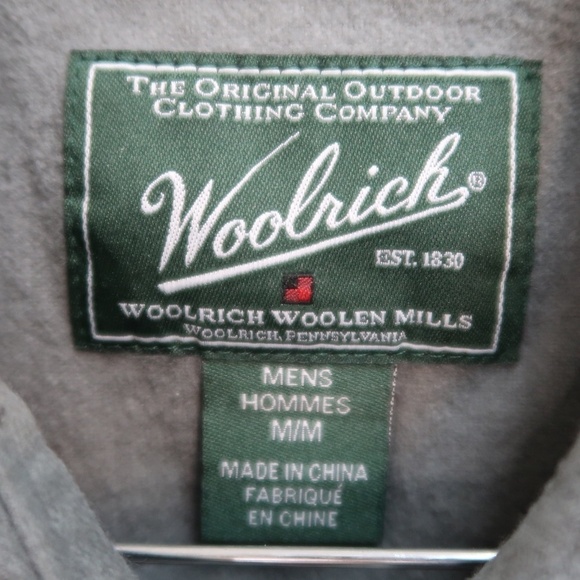 THE ORIGINAL OUTDOOR
CLOTHING COMPANY
Woolrich®
EST. 1830
WOOLRICH WOOLEN MILLS
WOOLRICH, PENNSYLVANIA
MENS
HOMMES
M/M
MADE IN CHINA
FABRIQUÉ
EN CHINE